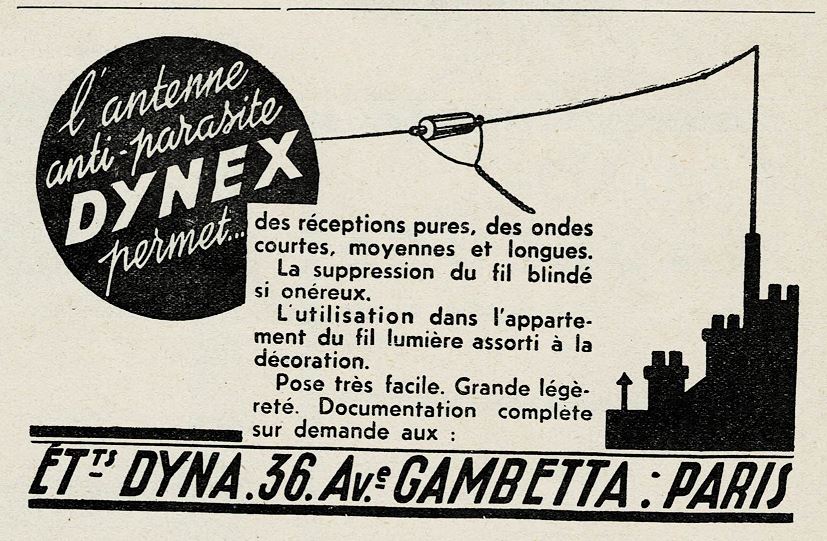 l'antenne
anti-parasite
DYNEX
permet...
des réceptions pures, des ondes
courtes, moyennes et longues.
La suppression du fil blindé
si onéreux.
L'utilisation dans l'apparte-
ment du fil lumière assorti à la
décoration.
Pose très facile. Grande légè-
reté. Documentation complète
sur demande aux :
ÉTTS DYNA. 36. Av.e GAMBETTA : PARIS